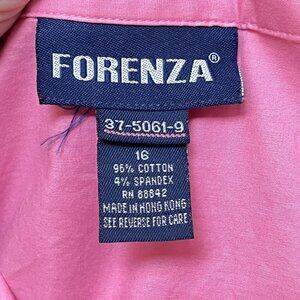 FORENZA®
37-5061-9
16
96% COTTON
4% SPANDEX
RN 88842
MADE IN HONG KONG
SEE REVERSE FOR CARE